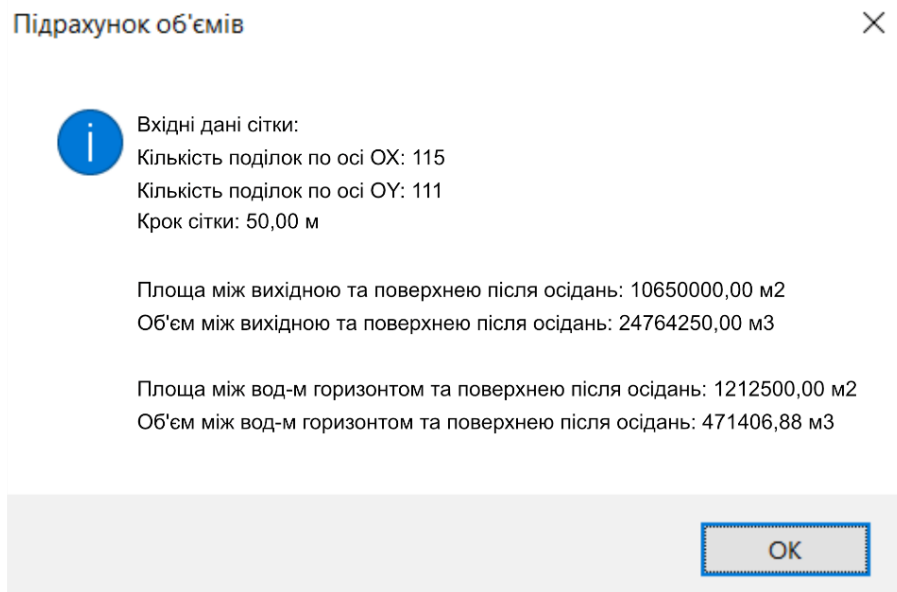 Підрахунок об'ємів
Вхідні дані сітки:
Кількість поділок по осі OX: 115
Кількість поділок по осі OY: 111
Крок сітки: 50,00 м
Площа між вихідною та поверхнею після осідань: 10650000,00 м2
Об'єм між вихідною та поверхнею після осідань: 24764250,00 м3
Площа між вод-м горизонтом та поверхнею після осідань: 1212500,00 м2
Об'єм між вод-м горизонтом та поверхнею після осідань: 471406,88 м3
OK